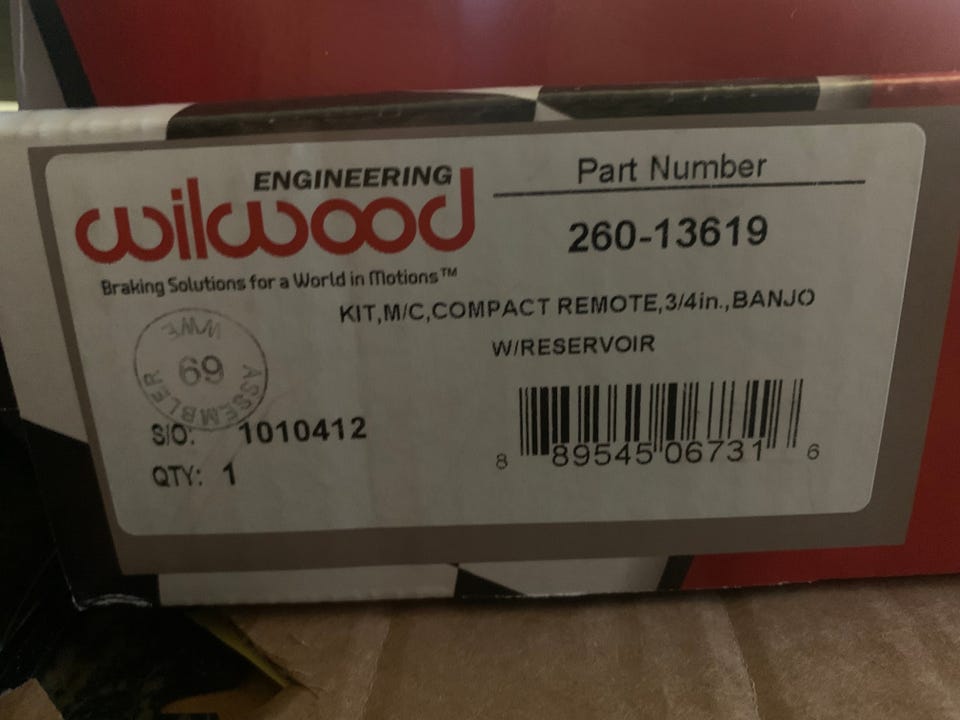 ENGINEERING
wilwood
Braking Solutions for a World in Motions™
Part Number
260-13619
KIT,M/C,COMPACT REMOTE,3/4in.,BANJO
W/RESERVOIR
69
ASSEMBLER
S/O: 1010412
QTY: 1
8 89545 06731 6